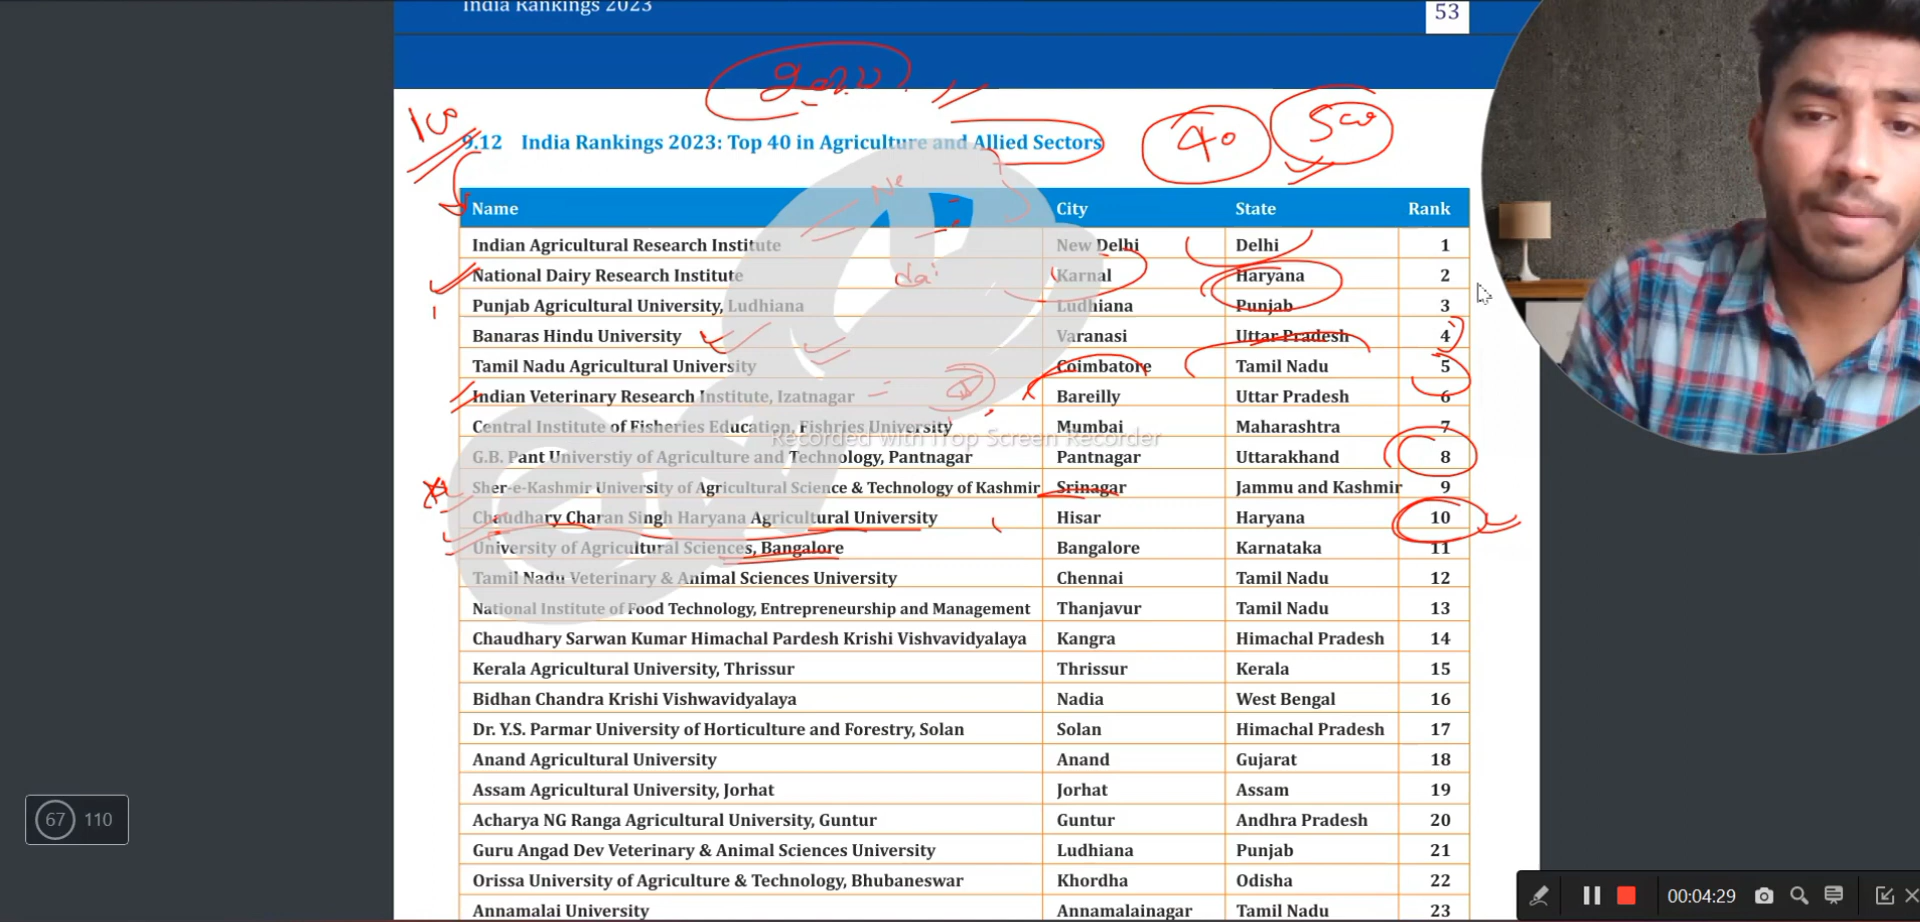 India Rankings 2023
53
40
500
9.12 India Rankings 2023: Top 40 in Agriculture and Allied Sectors
Name City State Rank
Indian Agricultural Research Institute New Delhi Delhi 1
National Dairy Research Institute Karnal Haryana 2
Punjab Agricultural University, Ludhiana Ludhiana Punjab 3
Banaras Hindu University Varanasi Uttar Pradesh 4
Tamil Nadu Agricultural University Coimbatore Tamil Nadu 5
Indian Veterinary Research Institute, Izatnagar Bareilly Uttar Pradesh 6
Central Institute of Fisheries Education, Fishries University Mumbai Maharashtra 7
Recorded with iTop Screen Recorder
G.B. Pant Universtiy of Agriculture and Technology, Pantnagar Pantnagar Uttarakhand 8
Sher-e-Kashmir University of Agricultural Science & Technology of Kashmir Srinagar Jammu and Kashmir 9
Chaudhary Charan Singh Haryana Agricultural University Hisar Haryana 10
University of Agricultural Sciences, Bangalore Bangalore Karnataka 11
Tamil Nadu Veterinary & Animal Sciences University Chennai Tamil Nadu 12
National Institute of Food Technology, Entrepreneurship and Management Thanjavur Tamil Nadu 13
Chaudhary Sarwan Kumar Himachal Pardesh Krishi Vishvavidyalaya Kangra Himachal Pradesh 14
Kerala Agricultural University, Thrissur Thrissur Kerala 15
Bidhan Chandra Krishi Vishwavidyalaya Nadia West Bengal 16
Dr. Y.S. Parmar University of Horticulture and Forestry, Solan Solan Himachal Pradesh 17
Anand Agricultural University Anand Gujarat 18
Assam Agricultural University, Jorhat Jorhat Assam 19
Acharya NG Ranga Agricultural University, Guntur Guntur Andhra Pradesh 20
Guru Angad Dev Veterinary & Animal Sciences University Ludhiana Punjab 21
Orissa University of Agriculture & Technology, Bhubaneswar Khordha Odisha 22
Annamalai University Annamalainagar Tamil Nadu 23
67 110
00:04:29